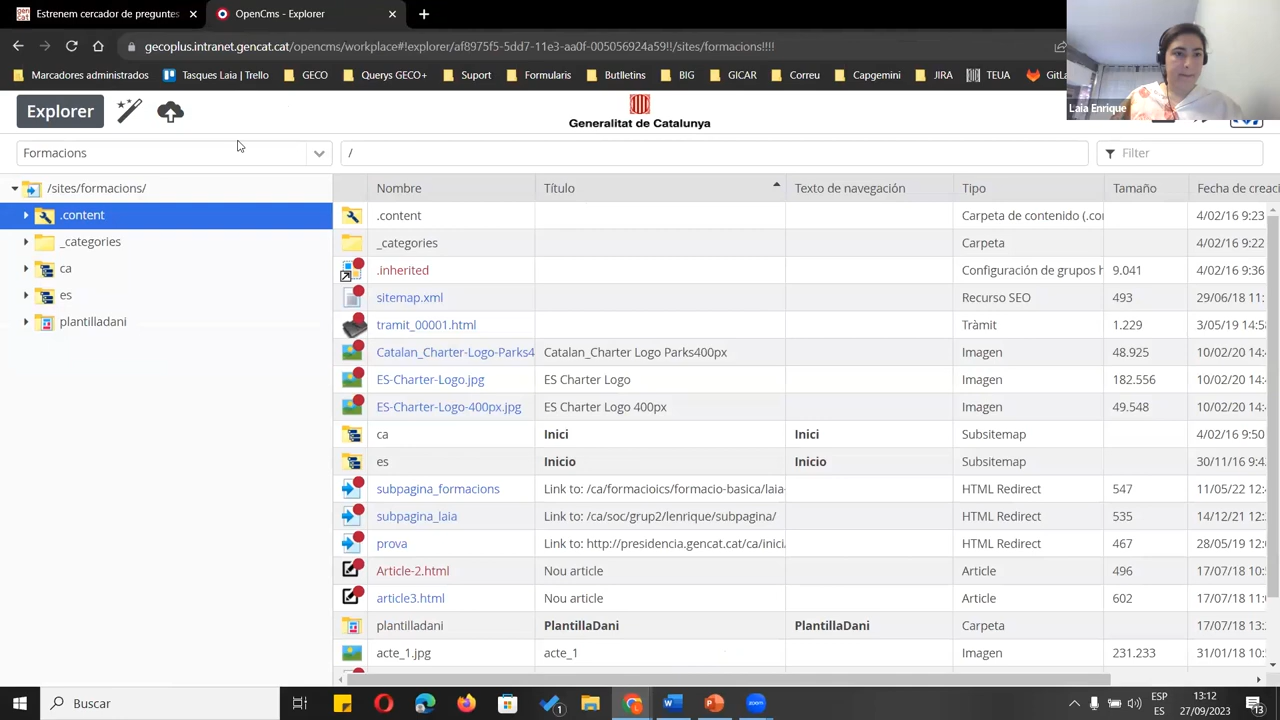 Estrenem cercador de preguntes
OpenCms - Explorer
gecoplus.intranet.gencat.cat/opencms/workplace#!explorer/af8975f5-5dd7-11e3-aa0f-005056924a59!!/sites/formacions!!!!
Marcadores administrados
Tasques Laia | Trello
GECO
Querys OpCms+
Suport
Formularis
Butlletins
BIG
GICAR
Correu
Capgemini
JIRA
TEUA
GitLa
Laia Enrique
Explorer
Generalitat de Catalunya
Formacions
/
Filter
/sites/formacions/
.content
_categories
ca
es
plantilladani
Nombre Título Texto de navegación Tipo Tamaño Fecha de creaci
.content Carpeta de contenido (.cor 4/02/16 9:23
_categories Carpeta 4/02/16 9:22
.inherited Configuración de grupos h 9.041 4/02/16 9:36
sitemap.xml Recurso SEO 493 29/06/18 11:
tramit_00001.html Tràmit 1.229 3/05/19 14:5
Catalan_Charter-Logo-Parks4 Catalan_Charter Logo Parks400px Imagen 48.925 10/02/20 14:
ES-Charter-Logo.jpg ES Charter Logo Imagen 182.556 10/02/20 14:
ES-Charter-Logo-400px.jpg ES Charter Logo 400px Imagen 49.548 10/02/20 14:
ca Inici Inici Subsitemap 4/02/16 9:50
es Inicio Inicio Subsitemap 30/11/16 9:4
subpagina_formacions Link to: /ca/formacioics/formacio-basica/laia- HTML Redirect 547 11/05/22 12:
subpagina_laia Link to: /ca/soc/grup2/lenrique/subpagina/ HTML Redirect 535 14/12/21 12:
prova Link to: http://presidencia.gencat.cat/ca/inici HTML Redirect 467 28/05/19 12:
Article-2.html Nou article Article 496 17/07/18 10:
article3.html Nou article Article 602 17/07/18 11:
plantilladani PlantillaDani PlantillaDani Carpeta 17/07/18 13:
acte_1.jpg acte_1 Imagen 231.233 31/01/18 10:
Buscar
ESP
ES
13:12
27/09/2023
13